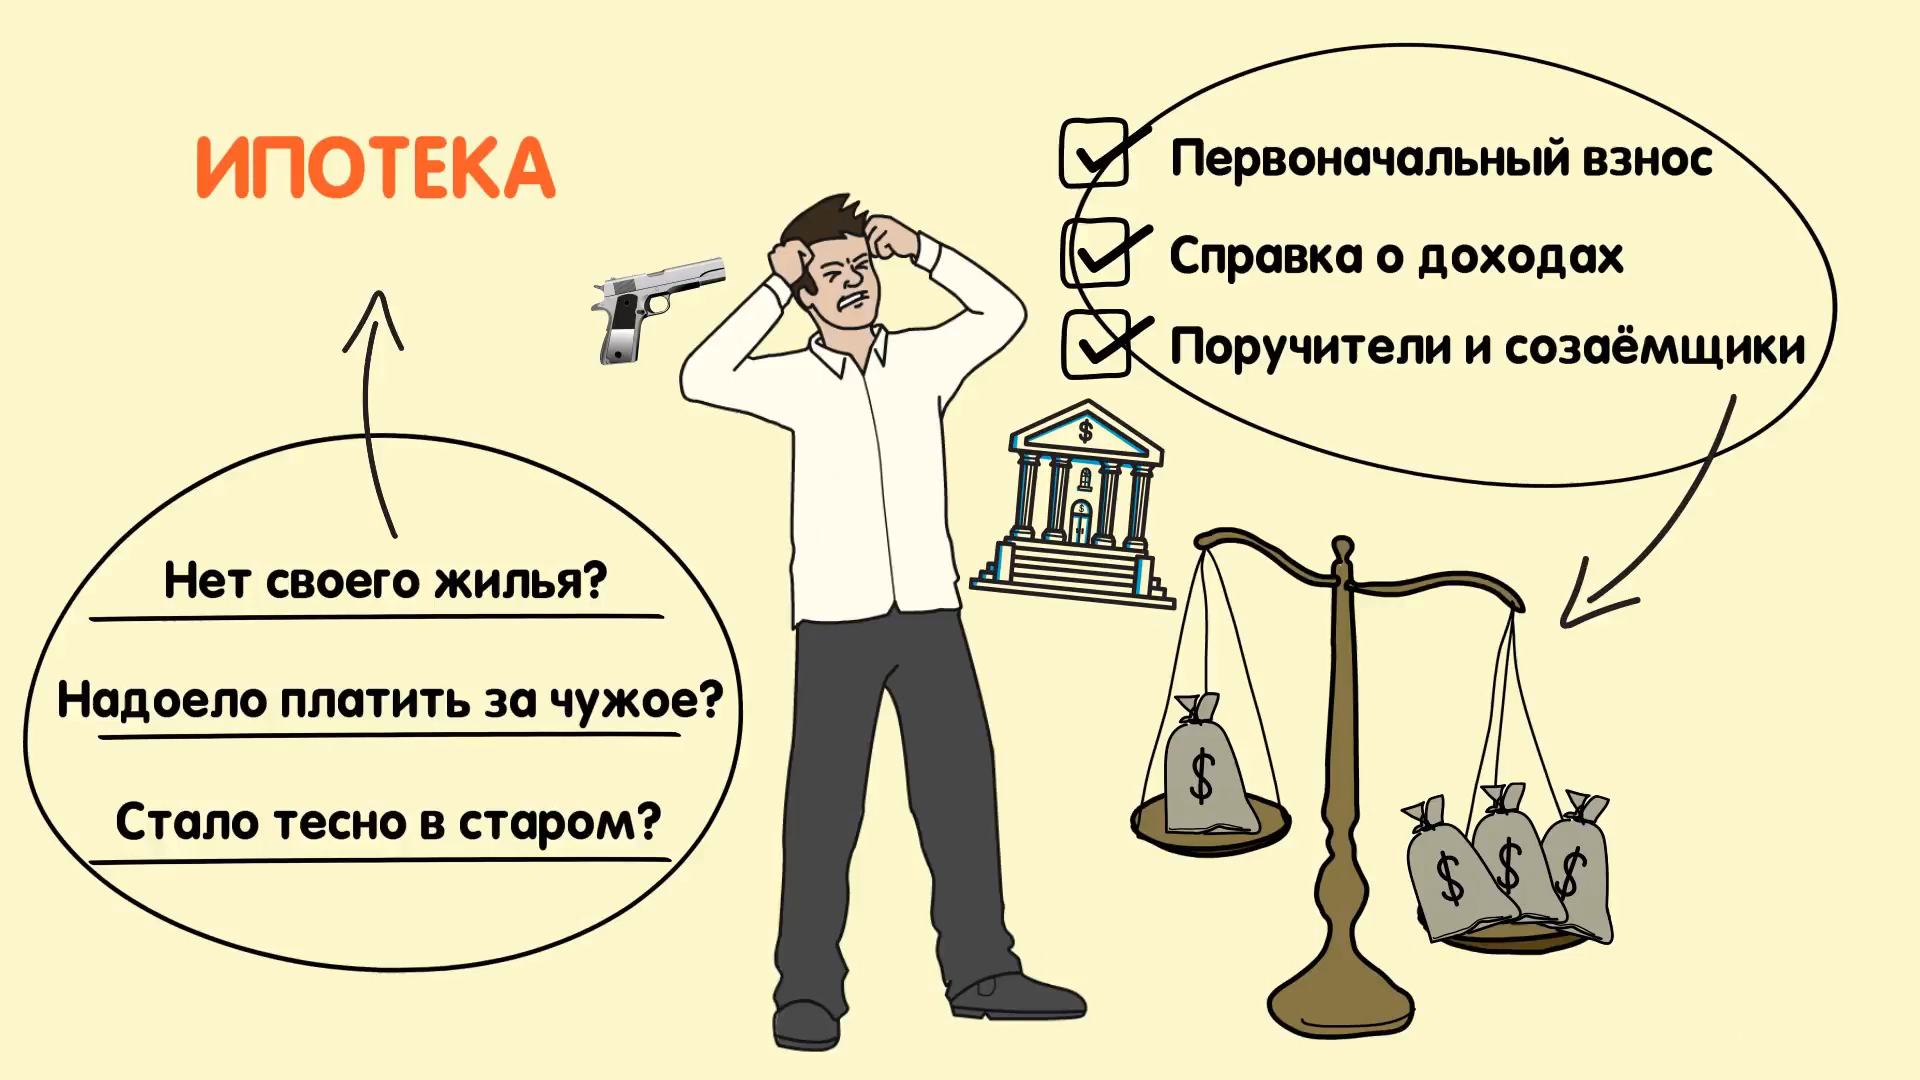 ИПОТЕКА
Нет своего жилья?
Надоело платить за чужое?
Стало тесно в старом?
Первоначальный взнос
Справка о доходах
Поручители и созаёмщики
$
$
$
$
$
$